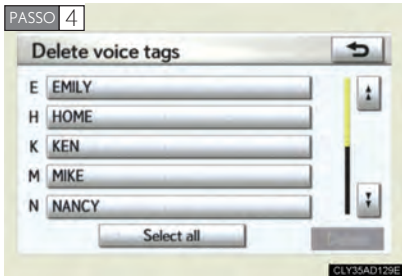 PASSO 4
Delete voice tags
E EMILY
H HOME
K KEN
M MIKE
N NANCY
Select all
CLY35AD129E